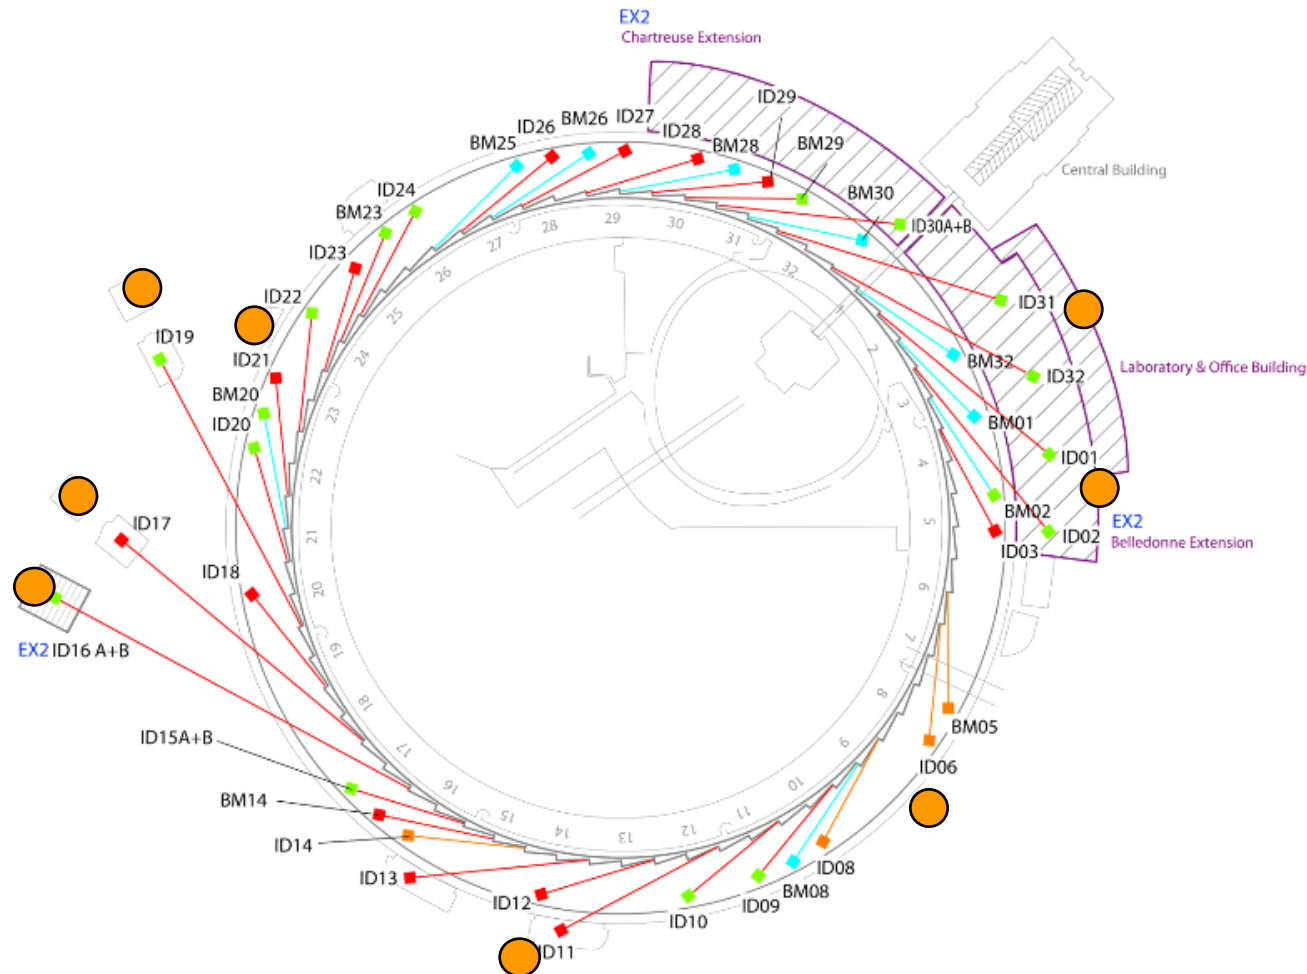 EX2
Chartreuse Extension
ID29
ID27
BM26
ID26
ID28
BM25
BM28
BM29
Central Building
ID24
BM30
BM23
ID30A+B
ID23
ID22
ID31
ID19
ID21
BM32
Laboratory & Office Building
ID32
BM20
BM01
ID20
ID01
BM02
EX2
ID02
Belledonne Extension
ID03
ID17
ID18
EX2 ID16 A+B
BM05
ID15A+B
ID06
BM14
ID14
ID08
ID13
BM08
ID12
ID09
ID10
ID11
29
30
28
31
27
32
26
25
2
24
3
23
4
22
5
21
6
20
7
19
8
18
9
17
10
16
11
15
12
14
13